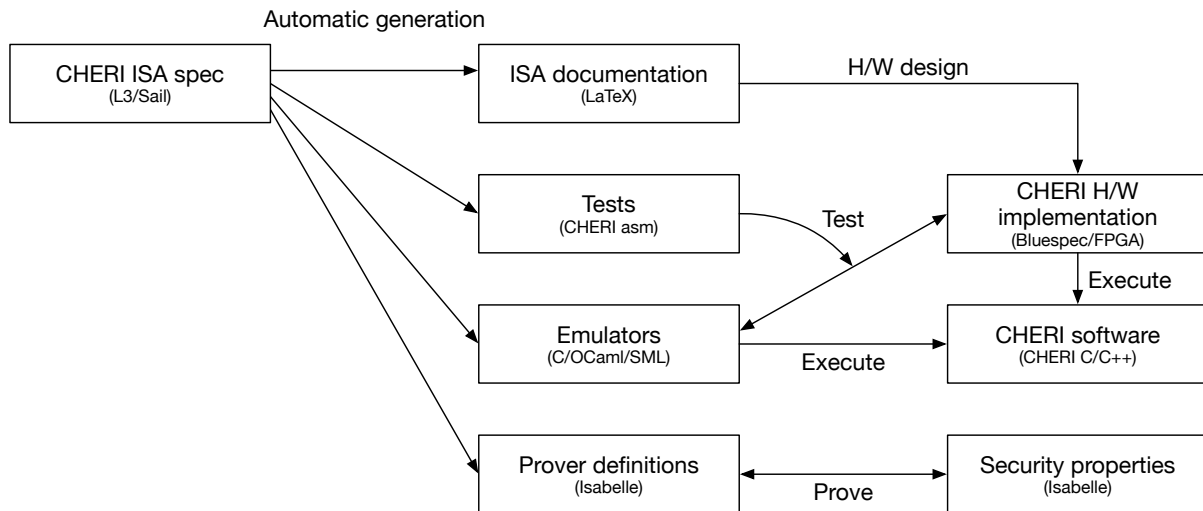 Automatic generation
CHERI ISA spec
(L3/Sail)
ISA documentation
(LaTeX)
H/W design
Tests
(CHERI asm)
Test
CHERI H/W
implementation
(Bluespec/FPGA)
Execute
Emulators
(C/OCaml/SML)
Execute
CHERI software
(CHERI C/C++)
Prover definitions
(Isabelle)
Prove
Security properties
(Isabelle)